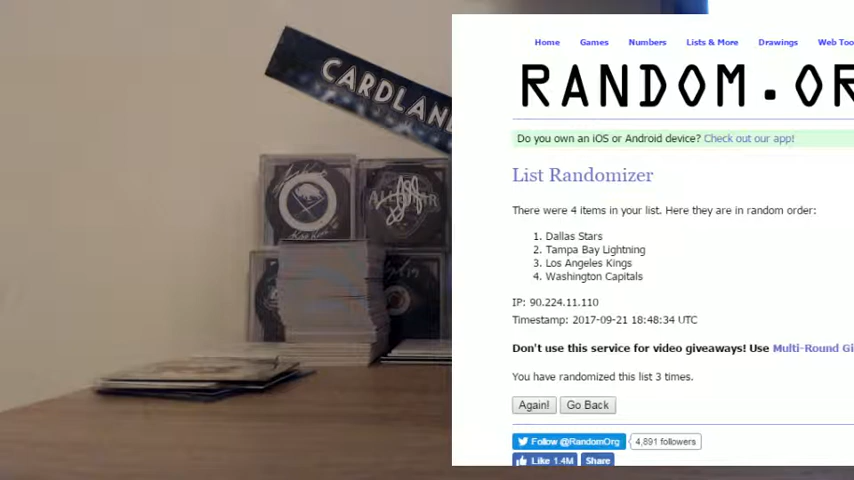 CARDLAN
Home Games Numbers Lists & More Drawings Web Too
RANDOM.OR
Do you own an iOS or Android device? Check out our app!
List Randomizer
There were 4 items in your list. Here they are in random order:
1. Dallas Stars
2. Tampa Bay Lightning
3. Los Angeles Kings
4. Washington Capitals
IP: 90.224.11.110
Timestamp: 2017-09-21 18:48:34 UTC
Don't use this service for video giveaways! Use Multi-Round Gi
You have randomized this list 3 times.
Again! Go Back
Follow @RandomOrg 4,891 followers
Like 1.4M Share